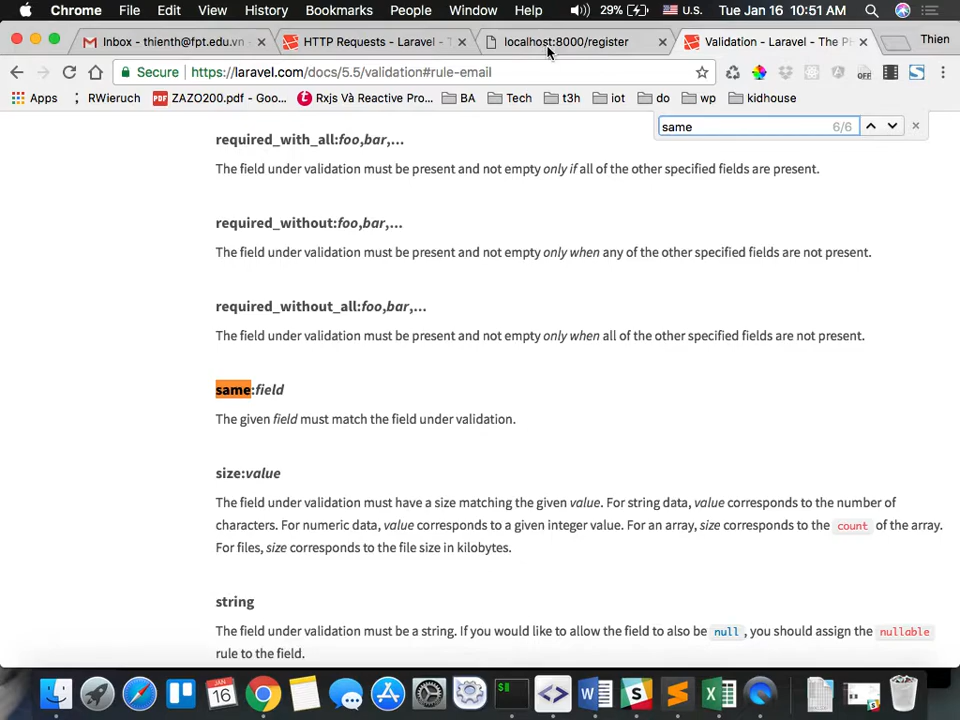 Chrome File Edit View History Bookmarks People Window Help 29% U.S. Tue Jan 16 10:51 AM
Inbox - thienth@fpt.edu.vn HTTP Requests - Laravel - T localhost:8000/register Validation - Laravel - The P Thien
Secure https://laravel.com/docs/5.5/validation#rule-email
Apps RWieruch ZAZO200.pdf - Goo... Rxjs Và Reactive Pro... BA Tech t3h iot do wp kidhouse
same 6/6
required_with_all:foo,bar,...
The field under validation must be present and not empty only if all of the other specified fields are present.
required_without:foo,bar,...
The field under validation must be present and not empty only when any of the other specified fields are not present.
required_without_all:foo,bar,...
The field under validation must be present and not empty only when all of the other specified fields are not present.
same:field
The given field must match the field under validation.
size:value
The field under validation must have a size matching the given value. For string data, value corresponds to the number of
characters. For numeric data, value corresponds to a given integer value. For an array, size corresponds to the count of the array.
For files, size corresponds to the file size in kilobytes.
string
The field under validation must be a string. If you would like to allow the field to also be null, you should assign the nullable
rule to the field.